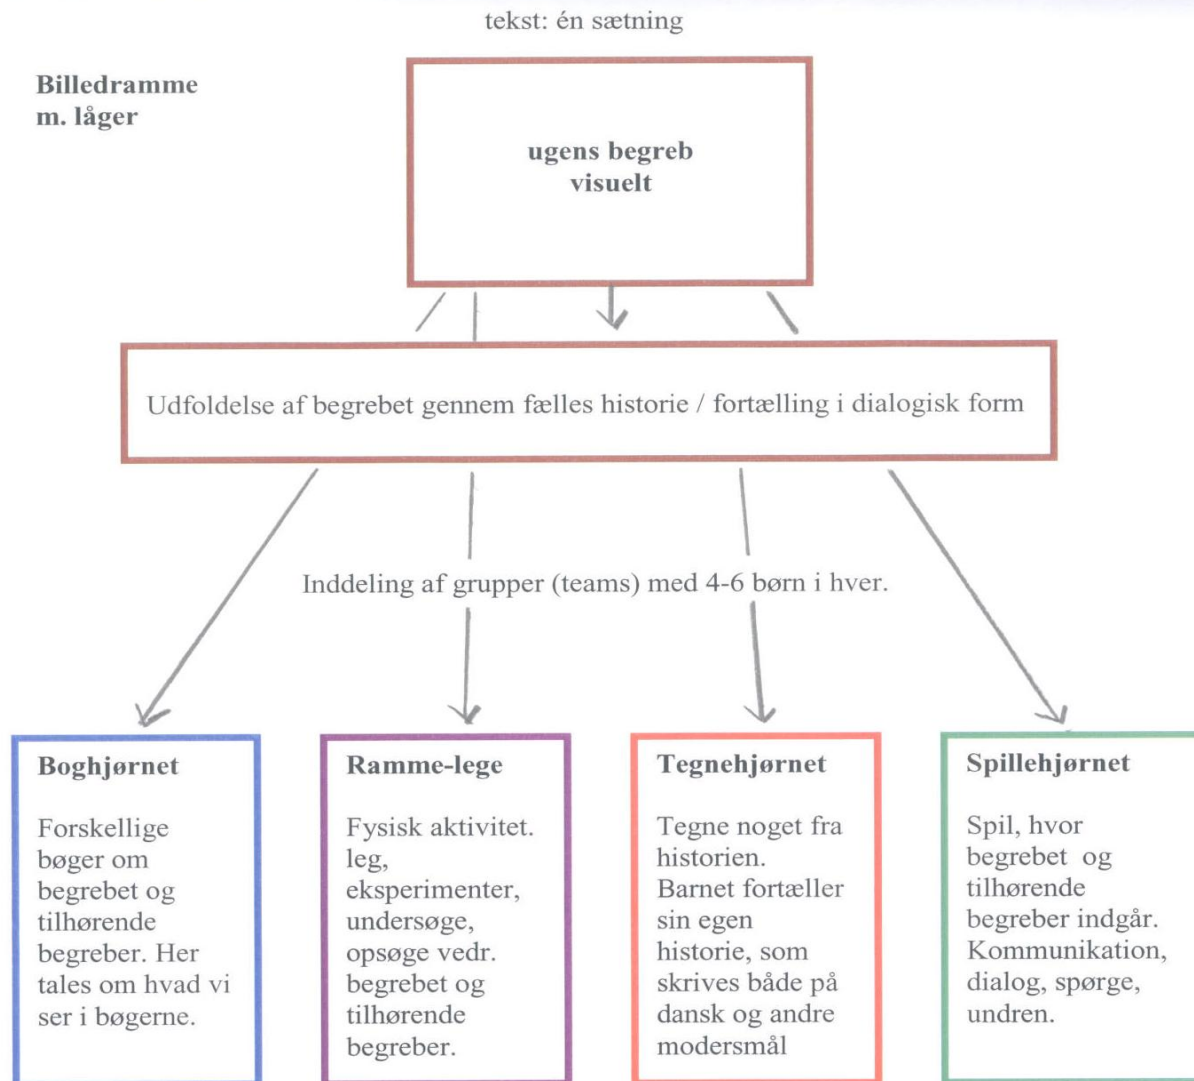 tekst: én sætning
Billedramme
m. låger
ugens begreb
visuelt
Udfoldelse af begrebet gennem fælles historie / fortælling i dialogisk form
Inddeling af grupper (teams) med 4-6 børn i hver.
Boghjørnet
Forskellige
bøger om
begrebet og
tilhørende
begreber. Her
tales om hvad vi
ser i bøgerne.
Ramme-lege
Fysisk aktivitet.
leg,
eksperimenter,
undersøge,
opsøge vedr.
begrebet og
tilhørende
begreber.
Tegnehjørnet
Tegne noget fra
historien.
Barnet fortæller
sin egen
historie, som
skrives både på
dansk og andre
modersmål
Spillehjørnet
Spil, hvor
begrebet og
tilhørende
begreber indgår.
Kommunikation,
dialog, spørge,
undren.